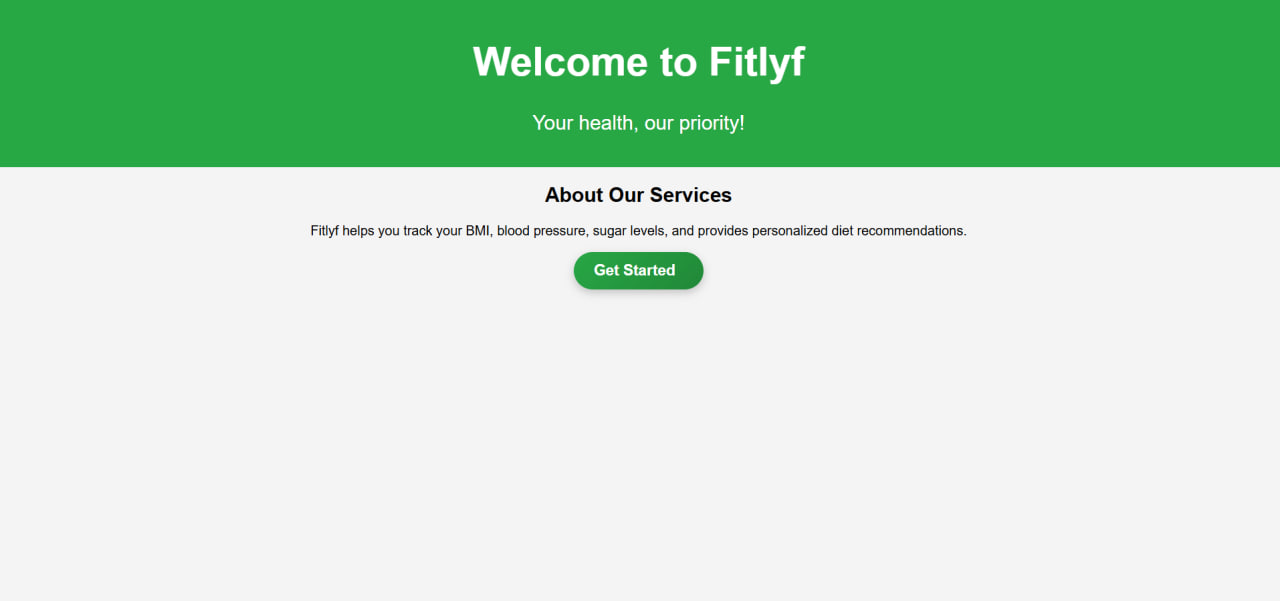 Welcome to Fitlyf
Your health, our priority!
About Our Services
Fitlyf helps you track your BMI, blood pressure, sugar levels, and provides personalized diet recommendations.
Get Started